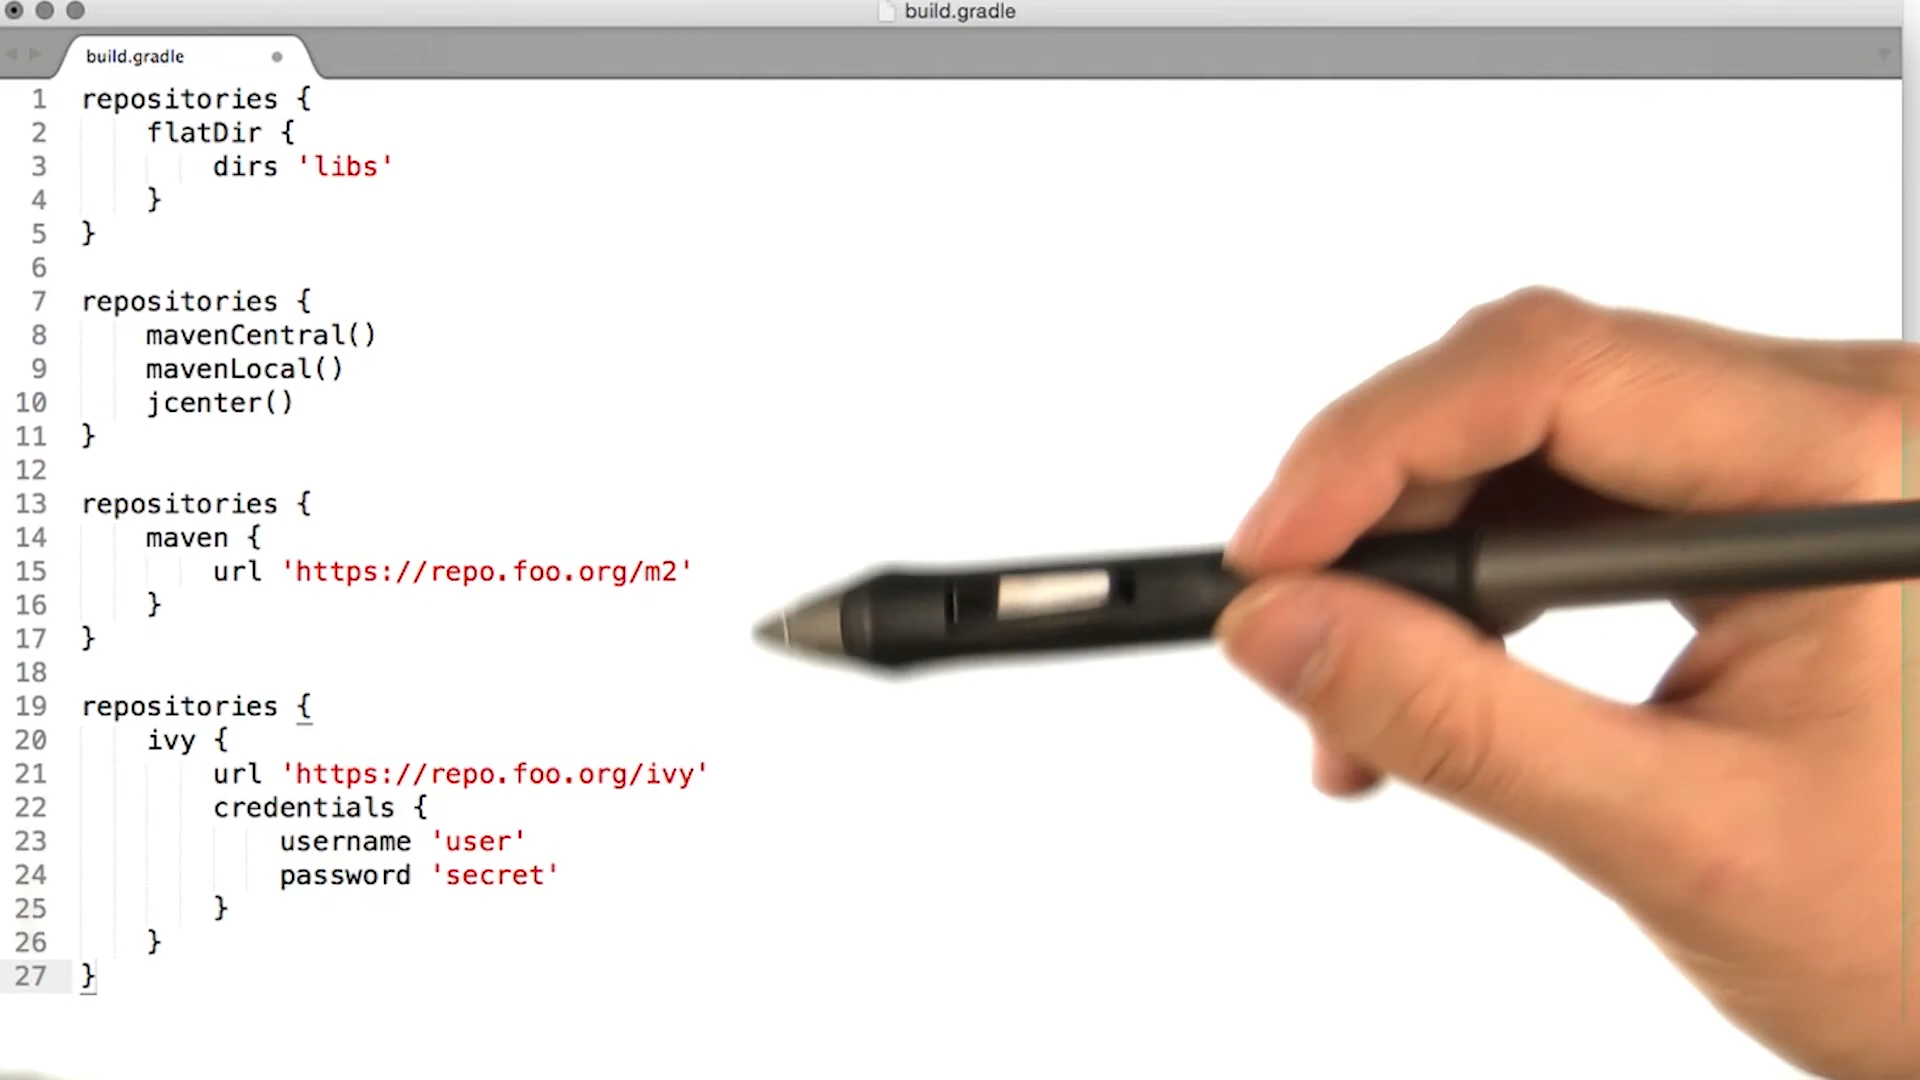 build.gradle
build.gradle
1 repositories {
2     flatDir {
3         dirs 'libs'
4     }
5 }
6
7 repositories {
8     mavenCentral()
9     mavenLocal()
10     jcenter()
11 }
12
13 repositories {
14     maven {
15         url 'https://repo.foo.org/m2'
16     }
17 }
18
19 repositories {
20     ivy {
21         url 'https://repo.foo.org/ivy'
22         credentials {
23             username 'user'
24             password 'secret'
25         }
26     }
27 }